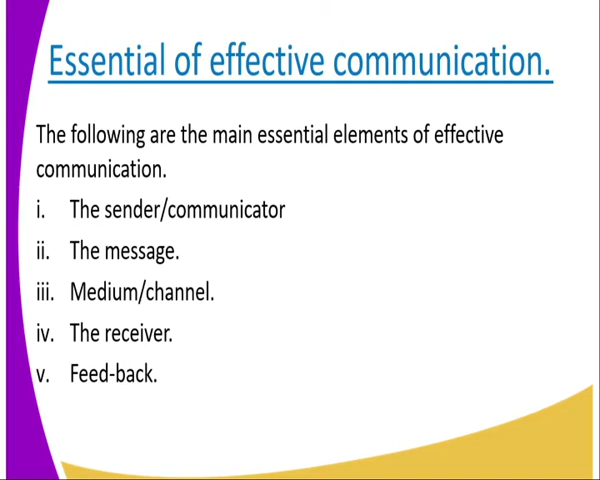 Essential of effective communication.
The following are the main essential elements of effective
communication.
i. The sender/communicator
ii. The message.
iii. Medium/channel.
iv. The receiver.
v. Feed-back.